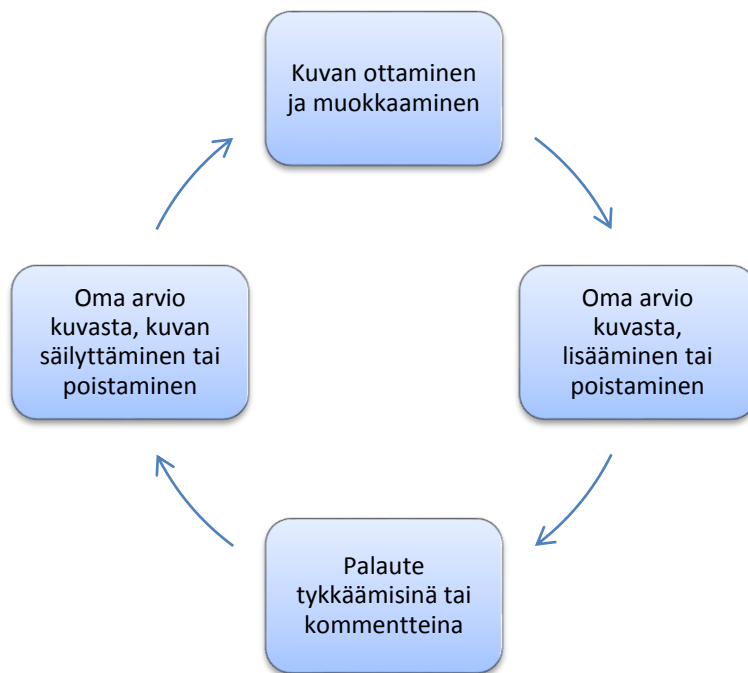 Kuvan ottaminen
ja muokkaaminen
Oma arvio
kuvasta,
lisääminen tai
poistaminen
Palaute
tykkäämisinä tai
kommentteina
Oma arvio
kuvasta, kuvan
säilyttäminen tai
poistaminen